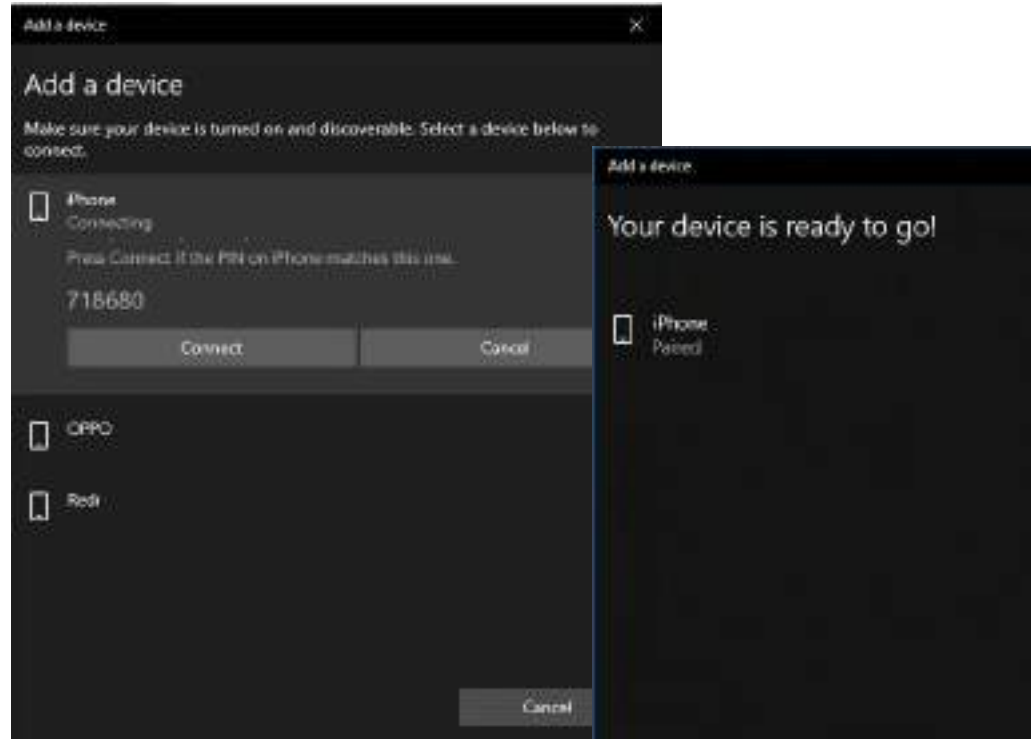 Add a device
Add a device
Make sure your device is turned on and discoverable. Select a device below to
connect.
iPhone
Connecting
Press Connect if the PIN on iPhone matches this one.
718680
Connect Cancel
OPPO
Cancel
Add a device
Your device is ready to go!
iPhone
Paired